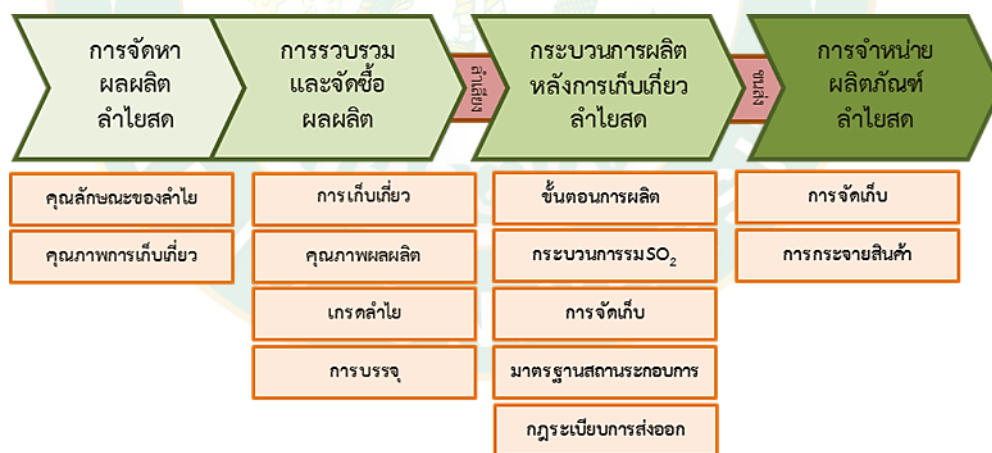 การจัดหา
ผลผลิต
ลำไยสด
การรวบรวม
และจัดซื้อ
ผลผลิต
ลำเลียง
กระบวนการผลิต
หลังการเก็บเกี่ยว
ลำไยสด
ขนส่ง
การจำหน่าย
ผลิตภัณฑ์
ลำไยสด
คุณลักษณะของลำไย
คุณภาพการเก็บเกี่ยว
การเก็บเกี่ยว
คุณภาพผลผลิต
เกรดลำไย
การบรรจุ
ขั้นตอนการผลิต
กระบวนการรมSO₂
การจัดเก็บ
มาตรฐานสถานระกอบการ
กฎระเบียบการส่งออก
การจัดเก็บ
การกระจายสินค้า